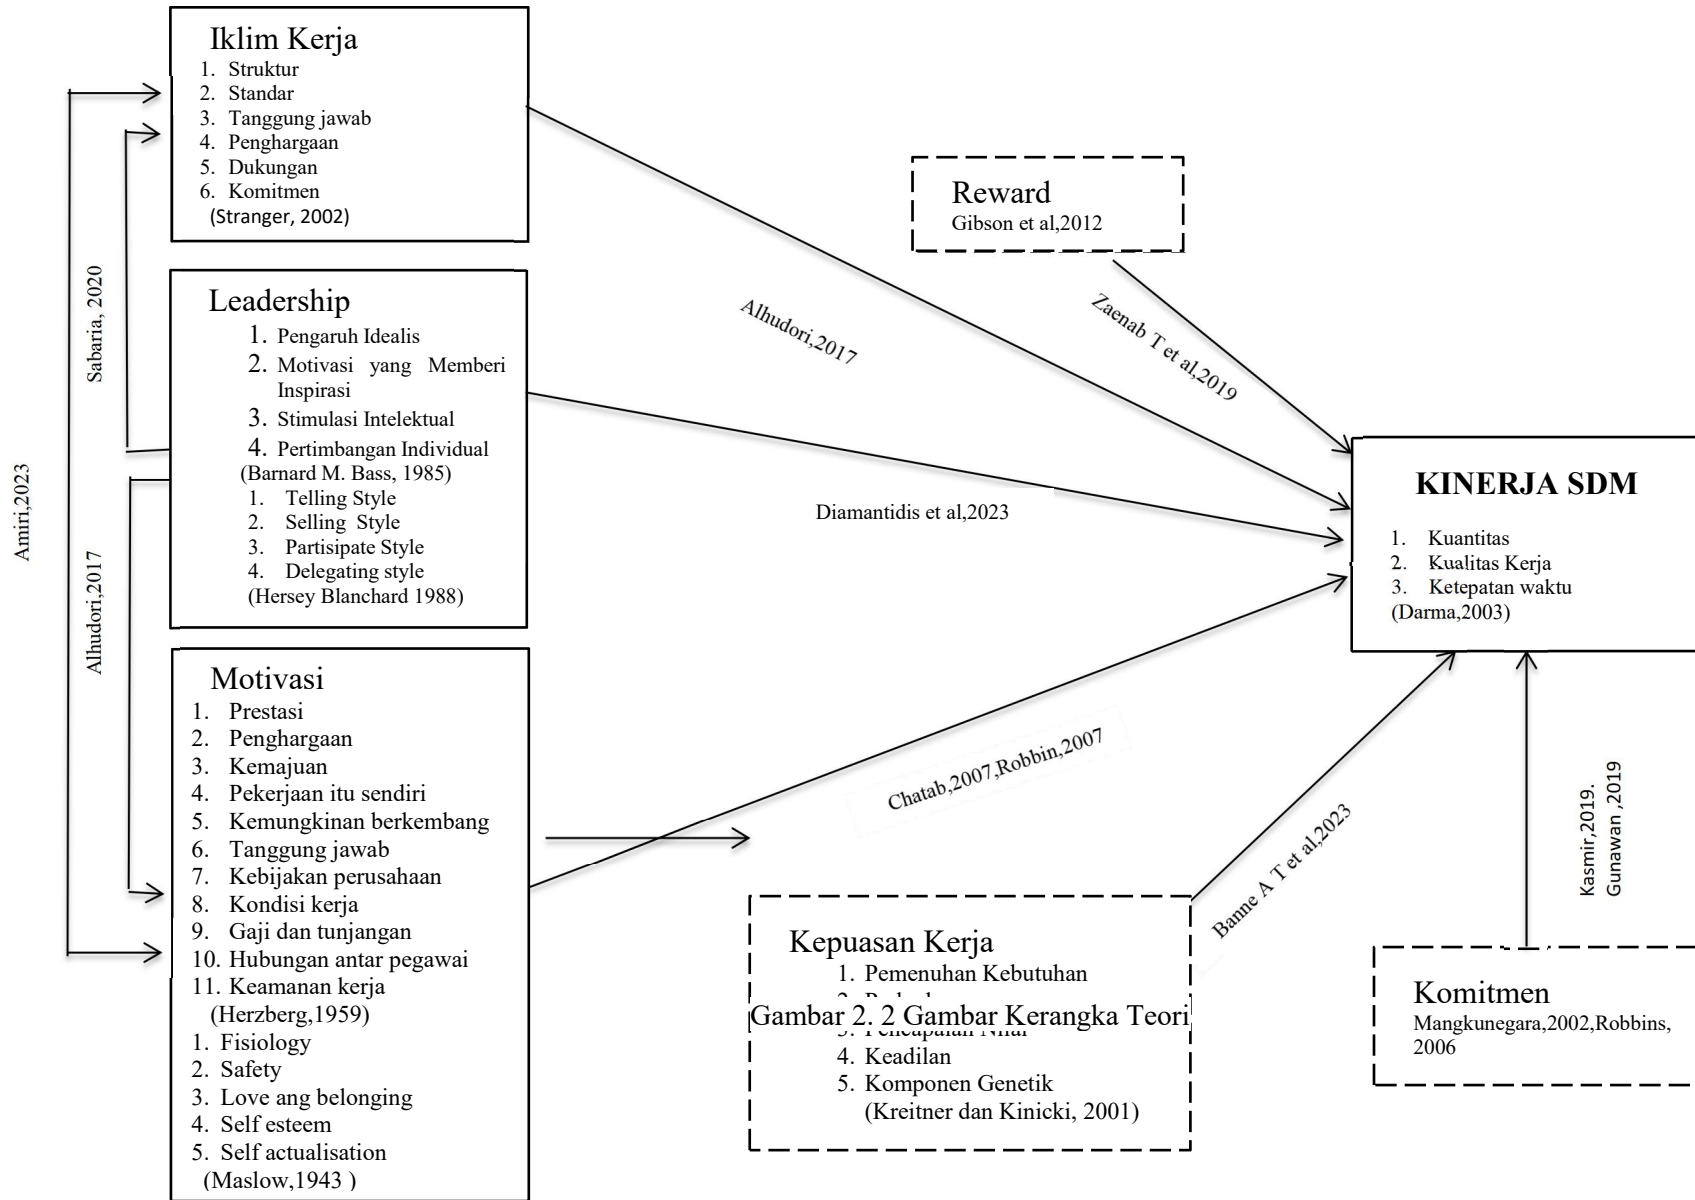 Iklim Kerja
1. Struktur
2. Standar
3. Tanggung jawab
4. Penghargaan
5. Dukungan
6. Komitmen
(Stranger, 2002)
Leadership
1. Pengaruh Idealis
2. Motivasi yang Memberi
Inspirasi
3. Stimulasi Intelektual
4. Pertimbangan Individual
(Barnard M. Bass, 1985)
1. Telling Style
2. Selling Style
3. Partisipate Style
4. Delegating style
(Hersey Blanchard 1988)
Motivasi
1. Prestasi
2. Penghargaan
3. Kemajuan
4. Pekerjaan itu sendiri
5. Kemungkinan berkembang
6. Tanggung jawab
7. Kebijakan perusahaan
8. Kondisi kerja
9. Gaji dan tunjangan
10. Hubungan antar pegawai
11. Keamanan kerja
(Herzberg,1959)
1. Fisiology
2. Safety
3. Love ang belonging
4. Self esteem
5. Self actualisation
(Maslow,1943 )
Amiri,2023
Sabaria, 2020
Alhudori,2017
Alhudori,2017
Diamantidis et al,2023
Chatab,2007,Robbin,2007
Reward
Gibson et al,2012
Zaenab T et al,2019
KINERJA SDM
1. Kuantitas
2. Kualitas Kerja
3. Ketepatan waktu
(Darma,2003)
Kepuasan Kerja
1. Pemenuhan Kebutuhan
Gambar 2. 2 Gambar Kerangka Teori
3. Pencapaian Nilai
4. Keadilan
5. Komponen Genetik
(Kreitner dan Kinicki, 2001)
Banne A T et al,2023
Kasmir,2019.
Gunawan ,2019
Komitmen
Mangkunegara,2002,Robbins,
2006